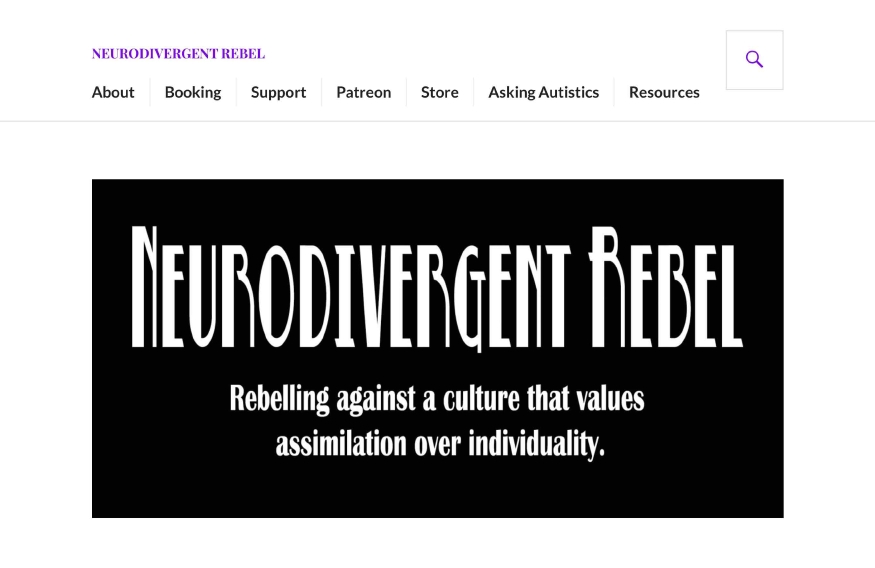 NEURODIVERGENT REBEL
About Booking Support Patreon Store Asking Autistics Resources
NEURODIVERGENT REBEL
Rebelling against a culture that values
assimilation over individuality.